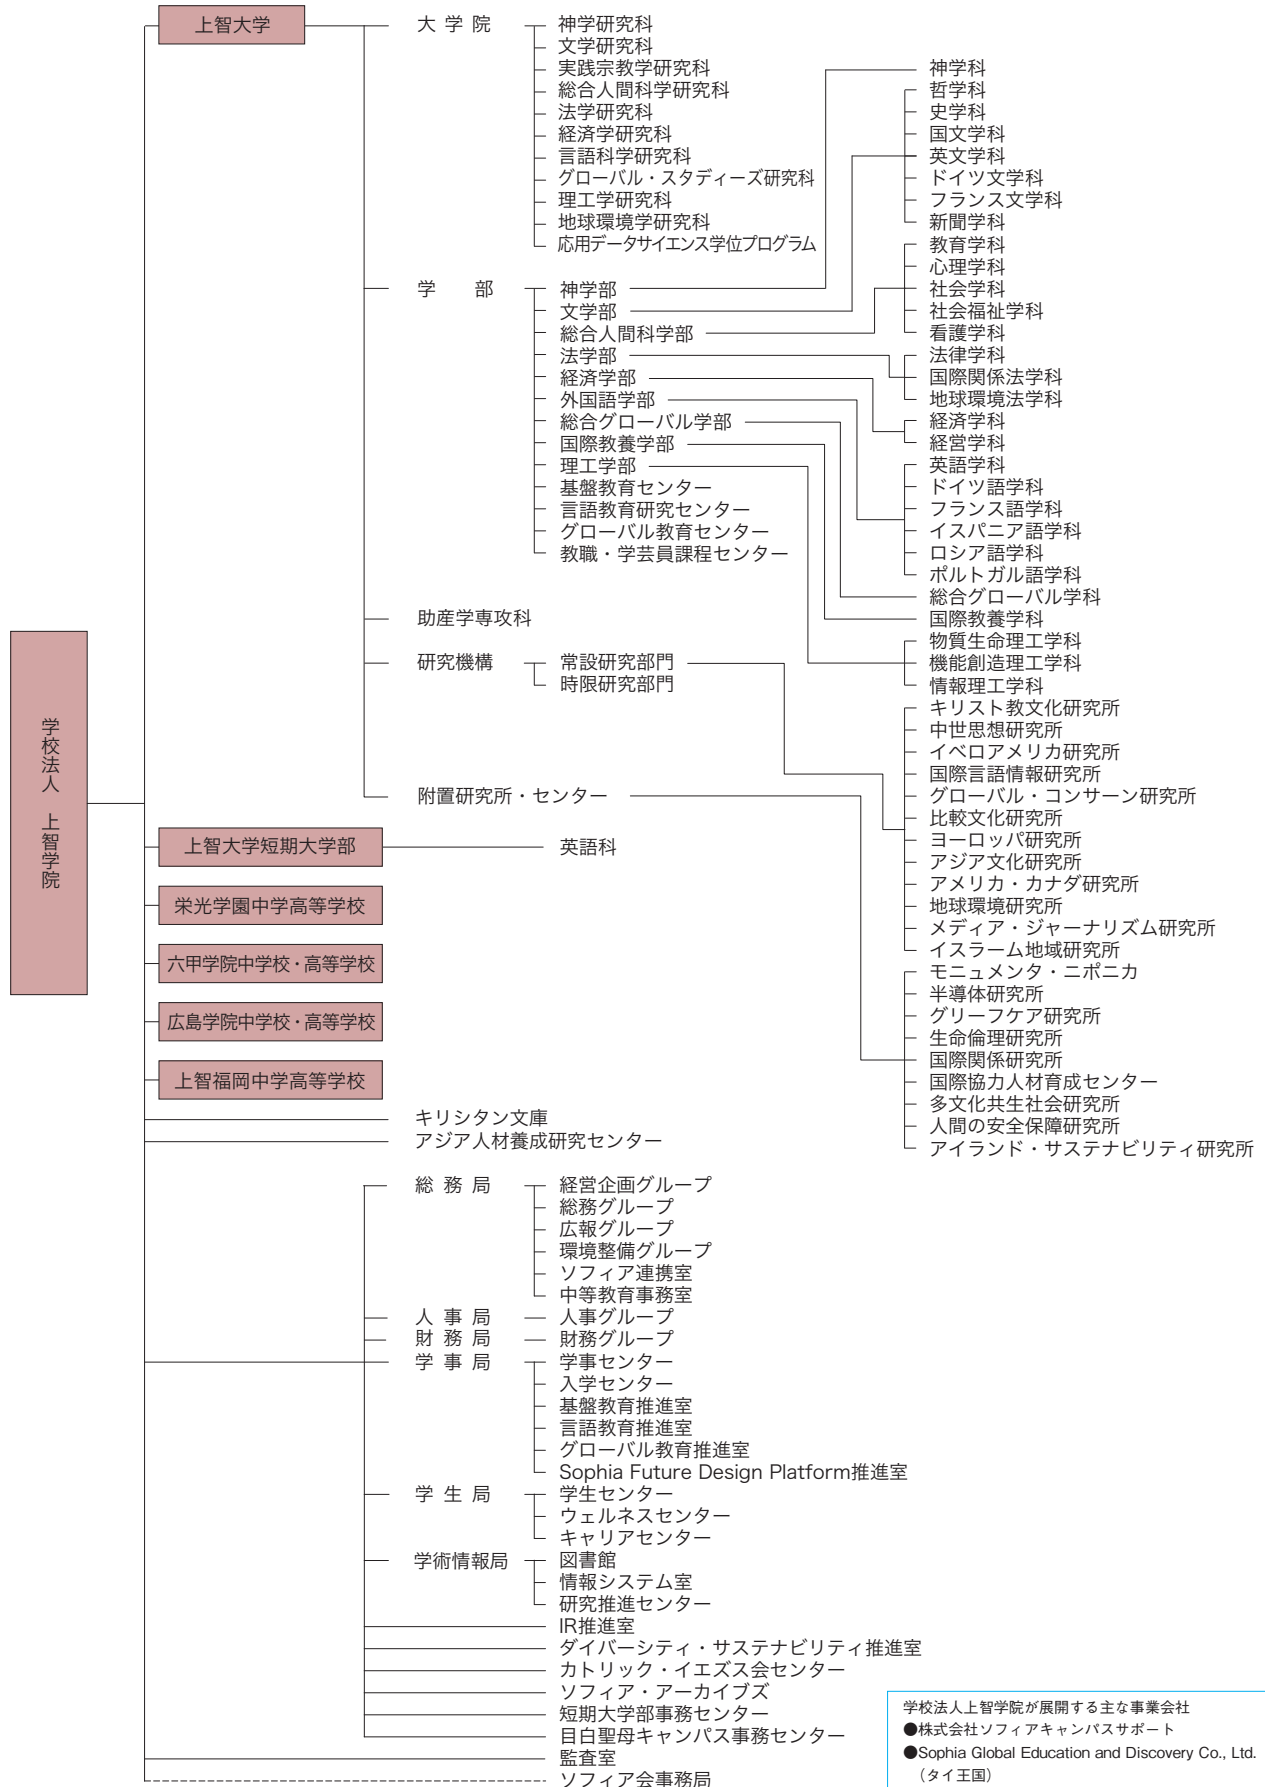 学校法人　上智学院
上智大学
大学院
神学研究科
文学研究科
実践宗教学研究科
総合人間科学研究科
法学研究科
経済学研究科
言語科学研究科
グローバル・スタディーズ研究科
理工学研究科
地球環境学研究科
応用データサイエンス学位プログラム
学　部
神学部
文学部
総合人間科学部
法学部
経済学部
外国語学部
総合グローバル学部
国際教養学部
理工学部
基盤教育センター
言語教育研究センター
グローバル教育センター
教職・学芸員課程センター
神学科
哲学科
史学科
国文学科
英文学科
ドイツ文学科
フランス文学科
新聞学科
教育学科
心理学科
社会学科
社会福祉学科
看護学科
法律学科
国際関係法学科
地球環境法学科
経済学科
経営学科
英語学科
ドイツ語学科
フランス語学科
イスパニア語学科
ロシア語学科
ポルトガル語学科
総合グローバル学科
国際教養学科
物質生命理工学科
機能創造理工学科
情報理工学科
助産学専攻科
研究機構
常設研究部門
時限研究部門
キリスト教文化研究所
中世思想研究所
イベロアメリカ研究所
国際言語情報研究所
グローバル・コンサーン研究所
比較文化研究所
ヨーロッパ研究所
アジア文化研究所
アメリカ・カナダ研究所
地球環境研究所
メディア・ジャーナリズム研究所
イスラーム地域研究所
附置研究所・センター
モニュメンタ・ニポニカ
半導体研究所
グリーフケア研究所
生命倫理研究所
国際関係研究所
国際協力人材育成センター
多文化共生社会研究所
人間の安全保障研究所
アイランド・サステナビリティ研究所
上智大学短期大学部
英語科
栄光学園中学高等学校
六甲学院中学校・高等学校
広島学院中学校・高等学校
上智福岡中学高等学校
キリシタン文庫
アジア人材養成研究センター
総務局
経営企画グループ
総務グループ
広報グループ
環境整備グループ
ソフィア連携室
中等教育事務室
人事局
人事グループ
財務局
財務グループ
学事局
学事センター
入学センター
基盤教育推進室
言語教育推進室
グローバル教育推進室
Sophia Future Design Platform推進室
学生局
学生センター
ウェルネスセンター
キャリアセンター
学術情報局
図書館
情報システム室
研究推進センター
IR推進室
ダイバーシティ・サステナビリティ推進室
カトリック・イエズス会センター
ソフィア・アーカイブズ
短期大学部事務センター
目白聖母キャンパス事務センター
監査室
ソフィア会事務局
学校法人上智学院が展開する主な事業会社
●株式会社ソフィアキャンパスサポート
●Sophia Global Education and Discovery Co., Ltd.
（タイ王国）